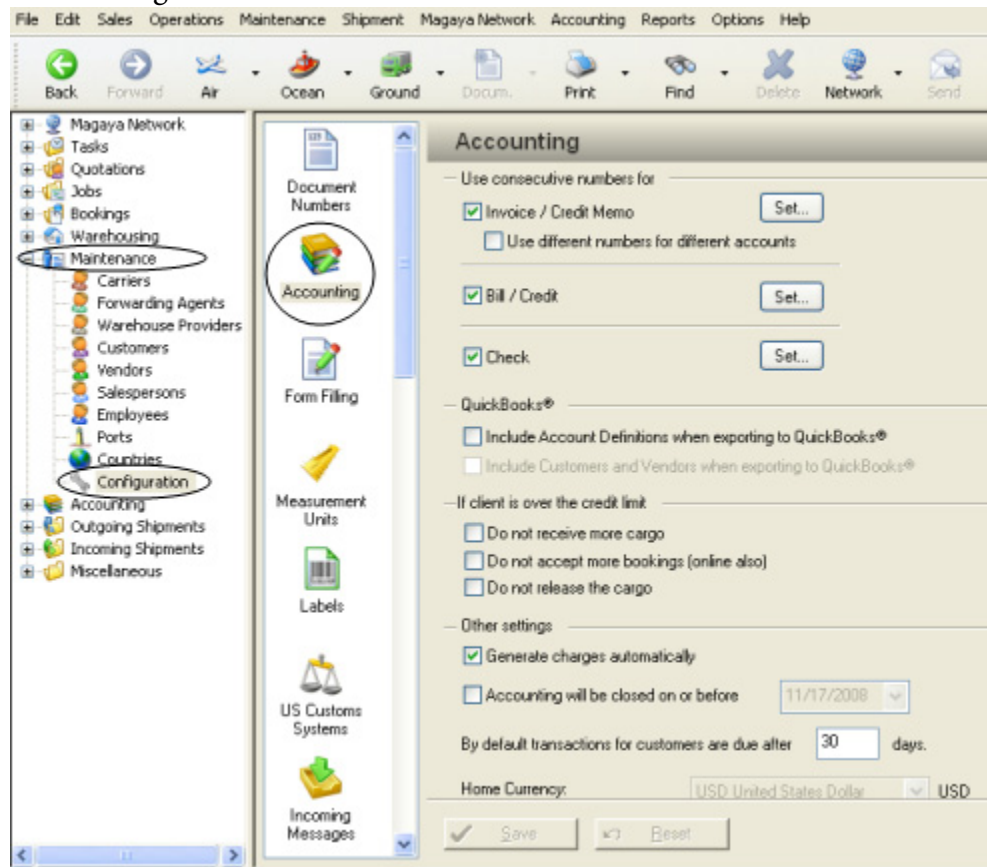 File Edit Sales Operations Maintenance Shipment Magaya Network Accounting Reports Options Help
Back Forward Air Ocean Ground Docum. Print Find Delete Network Send
Magaya Network
Tasks
Quotations
Jobs
Bookings
Warehousing
Maintenance
Carriers
Forwarding Agents
Warehouse Providers
Customers
Vendors
Salespersons
Employees
Ports
Countries
Configuration
Accounting
Outgoing Shipments
Incoming Shipments
Miscellaneous
Document
Numbers
Accounting
Form Filling
Measurement
Units
Labels
US Customs
Systems
Incoming
Messages
Accounting
Use consecutive numbers for
Invoice / Credit Memo Set...
Use different numbers for different accounts
Bill / Credit Set...
Check Set...
QuickBooks®
Include Account Definitions when exporting to QuickBooks®
Include Customers and Vendors when exporting to QuickBooks®
If client is over the credit limit
Do not receive more cargo
Do not accept more bookings (online also)
Do not release the cargo
Other settings
Generate charges automatically
Accounting will be closed on or before 11/17/2008
By default transactions for customers are due after 30 days.
Home Currency: USD United States Dollar USD
Save Reset